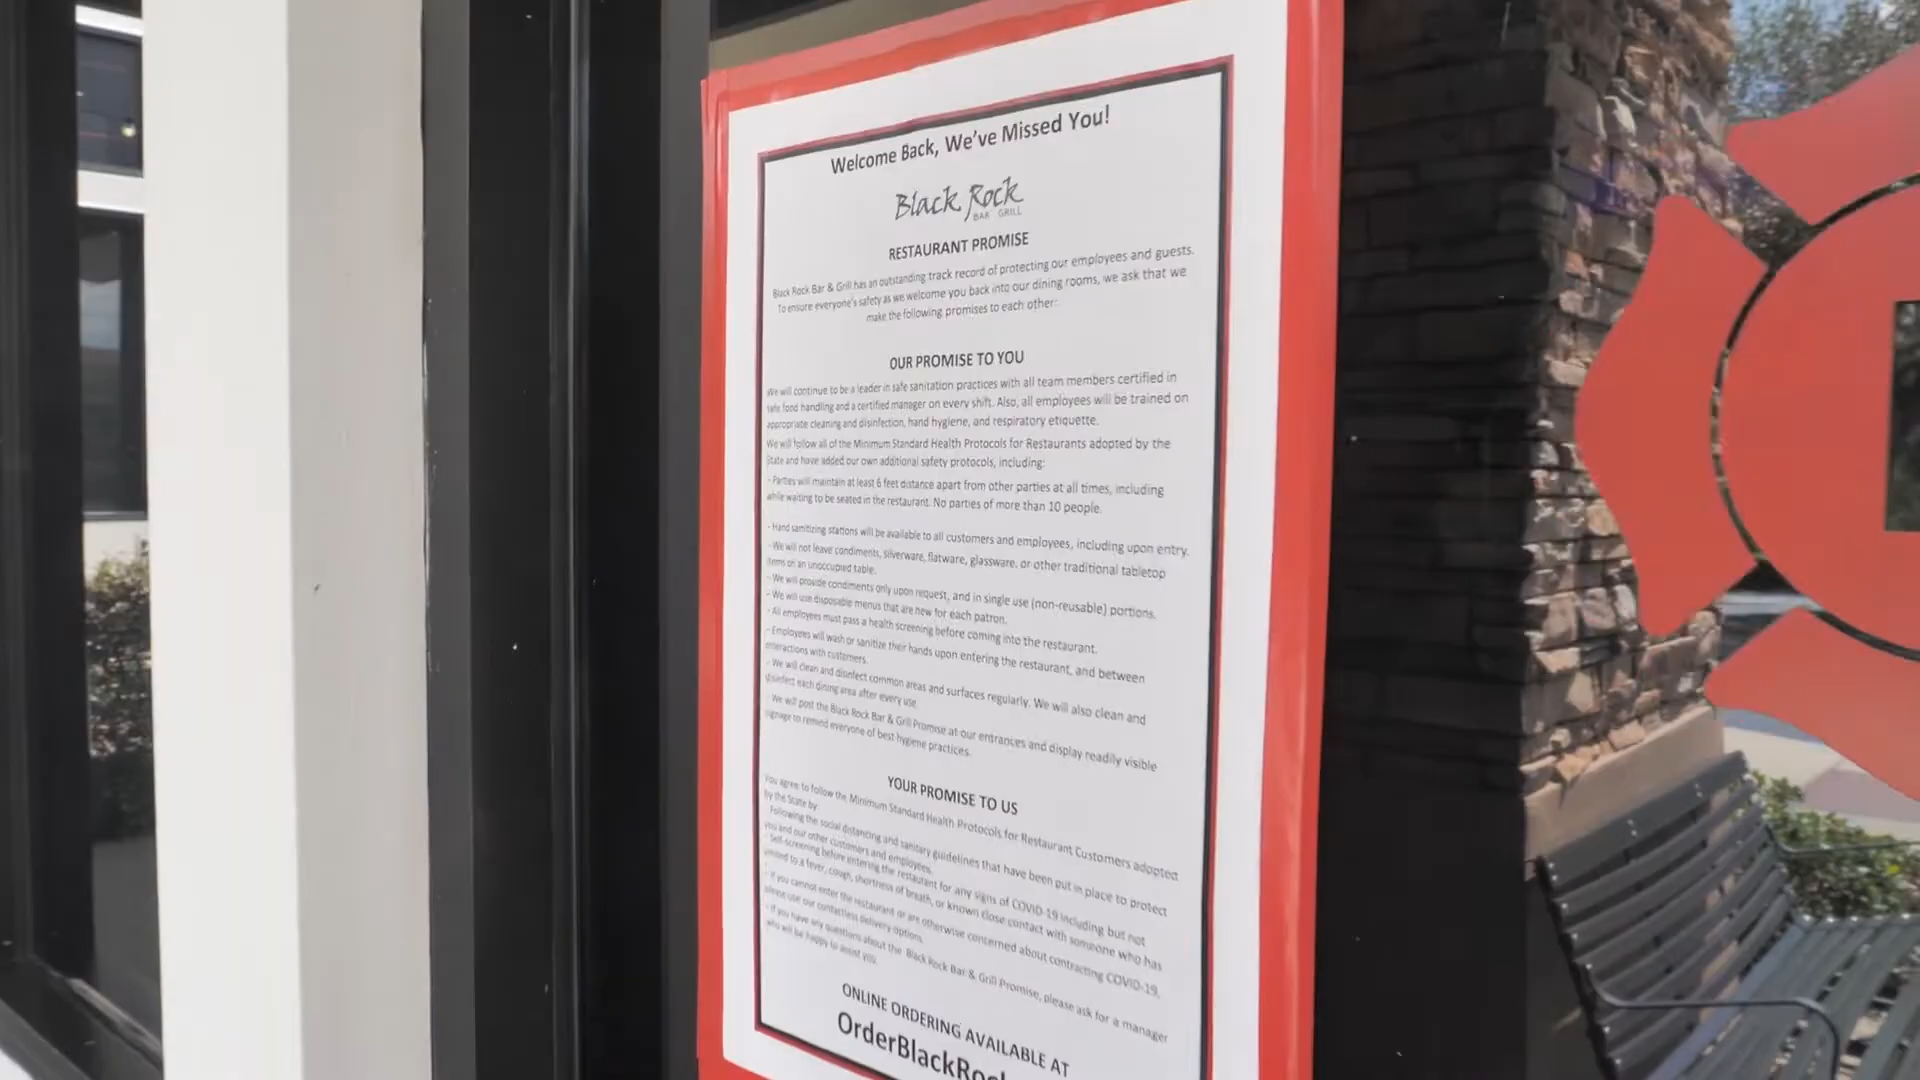 Welcome Back, We've Missed You!
Black Rock
BAR GRILL
RESTAURANT PROMISE
Black Rock Bar & Grill has an outstanding track record of protecting our employees and guests.
To ensure everyone's safety as we welcome you back into our dining rooms, we ask that we
make the following promises to each other:
OUR PROMISE TO YOU
We will continue to be a leader in safe sanitation practices with all team members certified in
safe food handling and a certified manager on every shift. Also, all employees will be trained on
appropriate cleaning and disinfection, hand hygiene, and respiratory etiquette.
We will follow all of the Minimum Standard Health Protocols for Restaurants adopted by the
State and have added our own additional safety protocols, including:
- Parties will maintain at least 6 feet distance apart from other parties at all times, including
while waiting to be seated in the restaurant. No parties of more than 10 people.
- Hand sanitizing stations will be available to all customers and employees, including upon entry.
- We will not leave condiments, silverware, flatware, glassware, or other traditional tabletop
items on an unoccupied table.
- We will provide condiments only upon request, and in single use (non-reusable) portions.
- We will use disposable menus that are new for each patron.
- All employees must pass a health screening before coming into the restaurant.
- Employees will wash or sanitize their hands upon entering the restaurant, and between
interactions with customers.
- We will clean and disinfect common areas and surfaces regularly. We will also clean and
disinfect each dining area after every use.
- We will post the Black Rock Bar & Grill Promise at our entrances and display readily visible
signage to remind everyone of best hygiene practices.
YOUR PROMISE TO US
You agree to follow the Minimum Standard Health Protocols for Restaurant Customers adopted
by the State by:
- Following the social distancing and sanitary guidelines that have been put in place to protect
you and our other customers and employees.
- Self-screening before entering the restaurant for any signs of COVID-19 including but not
limited to a fever, cough, shortness of breath, or known close contact with someone who has
- If you cannot enter the restaurant or are otherwise concerned about contracting COVID-19,
please use our contactless delivery options.
- If you have any questions about the Black Rock Bar & Grill Promise, please ask for a manager
who will be happy to assist you.
ONLINE ORDERING AVAILABLE AT
OrderBlackRoc